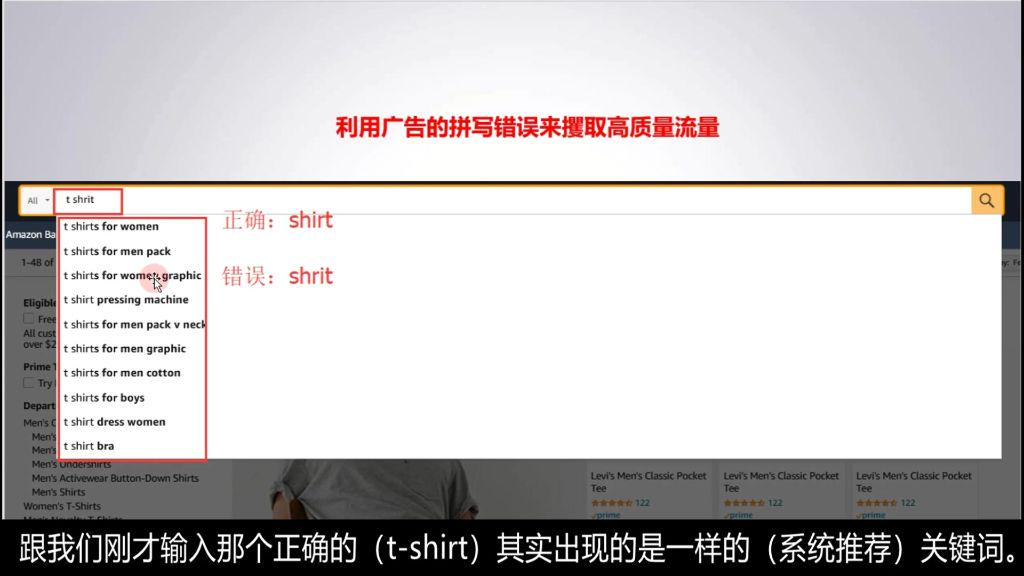 利用广告的拼写错误来攫取高质量流量
All
t shrit
t shirts for women
正确：shirt
t shirts for men pack
t shirts for women graphic
错误：shrit
t shirt pressing machine
t shirts for men pack v neck
t shirts for men graphic
t shirts for men cotton
t shirts for boys
t shirt dress women
t shirt bra
Amazon Ba
1-48 of
Eligible
Free
All cust
over $2
Prime
Try
Depart
Men's C
Men's
Men's
Men's Undershirts
Men's Activewear Button-Down Shirts
Men's Shirts
Women's T-Shirts
Men's Novelty T-Shirts
Levi's Men's Classic Pocket
Tee
122
prime
Levi's Men's Classic Pocket
Tee
122
prime
Levi's Men's Classic Pocket
Tee
122
prime
跟我们刚才输入那个正确的（t-shirt）其实出现的是一样的（系统推荐）关键词。